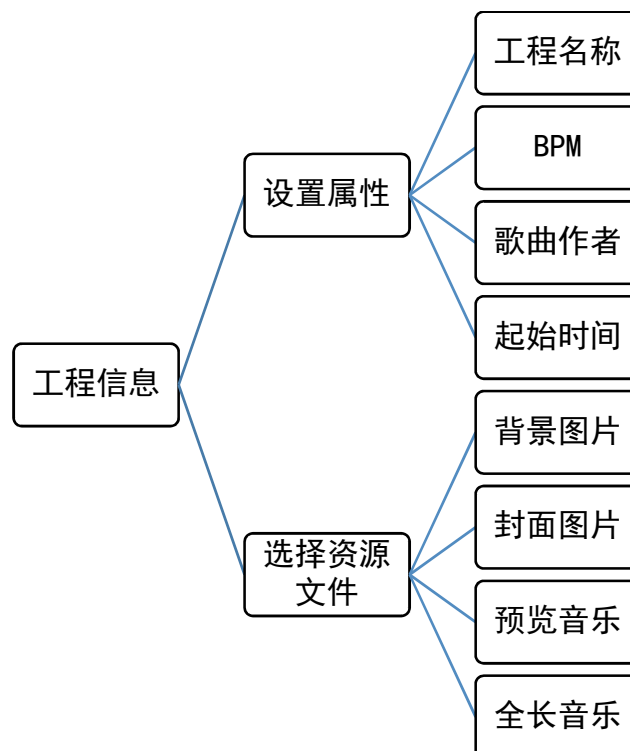 工程名称
BPM
设置属性
歌曲作者
起始时间
工程信息
背景图片
封面图片
选择资源
文件
预览音乐
全长音乐